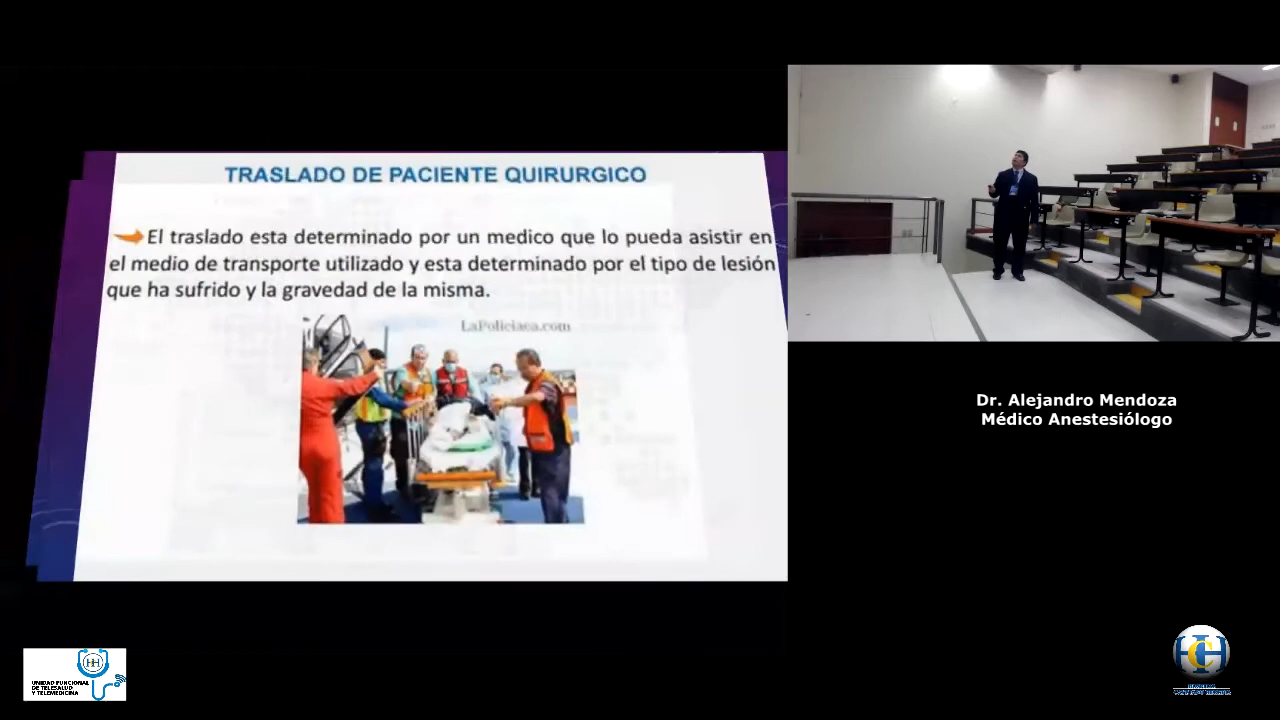 TRASLADO DE PACIENTE QUIRURGICO
El traslado esta determinado por un medico que lo pueda asistir en
el medio de transporte utilizado y esta determinado por el tipo de lesión
que ha sufrido y la gravedad de la misma.
LaPoliciaca.com
Dr. Alejandro Mendoza
Médico Anestesiólogo
UNIDAD FUNCIONAL
DE TELESALUD
Y TELEMEDICINA